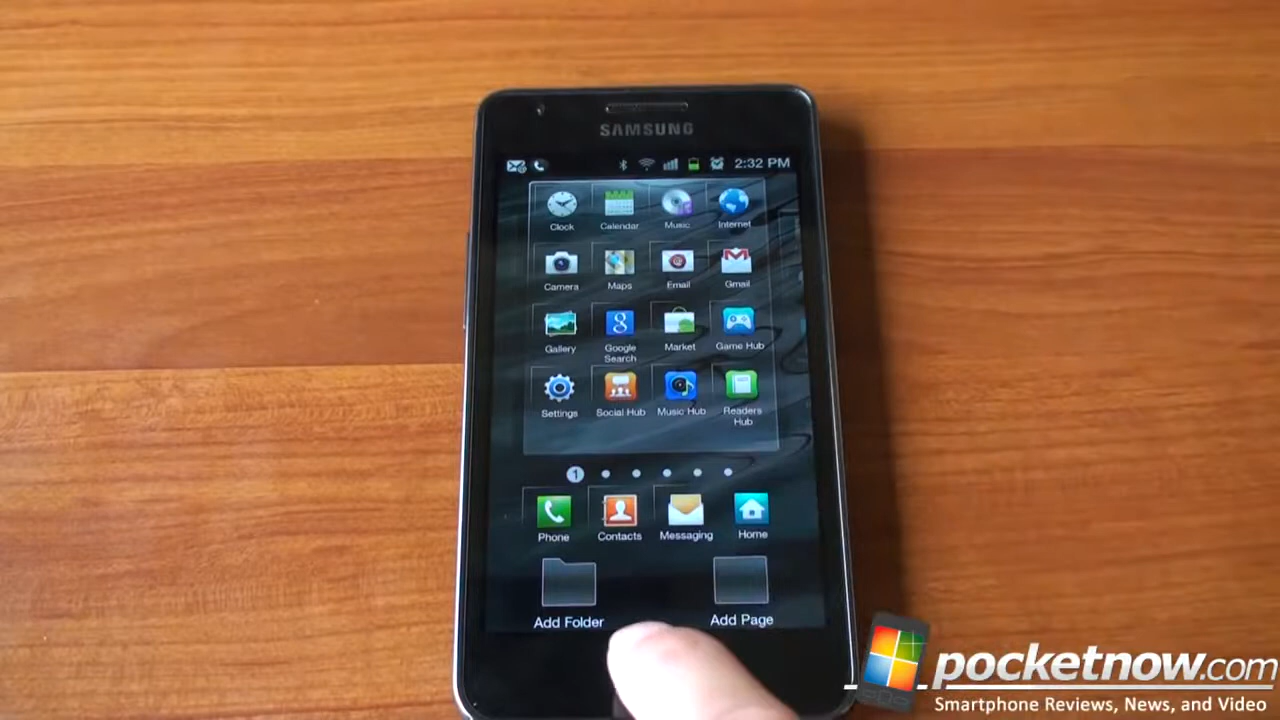 SAMSUNG
2:32 PM
Clock Calendar Music Internet
Camera Maps Email Gmail
Gallery Google Search Market Game Hub
Settings Social Hub Music Hub Readers Hub
1
Phone Contacts Messaging Home
Add Folder Add Page
pocketnow.com
Smartphone Reviews, News, and Video